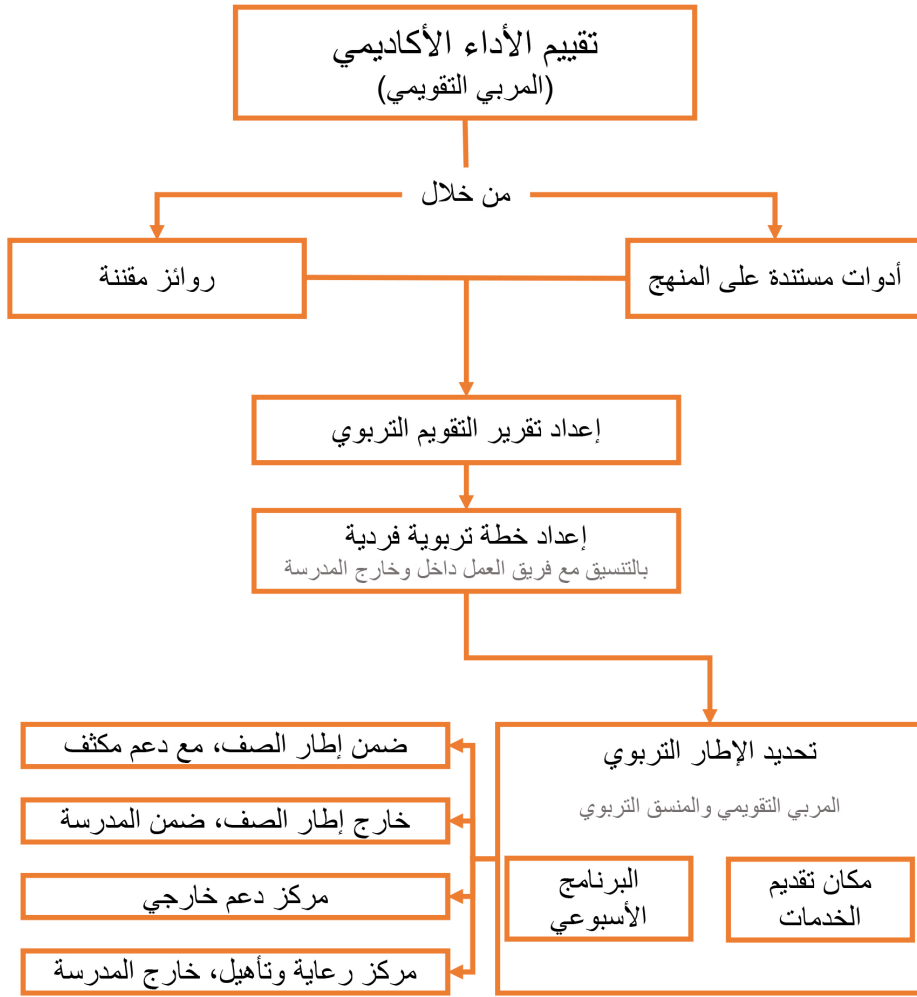 تقييم الأداء الأكاديمي
(المربي التقويمي)
من خلال
أدوات مستندة على المنهج
روائز مقننة
إعداد تقرير التقويم التربوي
إعداد خطة تربوية فردية
بالتنسيق مع فريق العمل داخل وخارج المدرسة
تحديد الإطار التربوي
المربي التقويمي والمنسق التربوي
مكان تقديم
الخدمات
البرنامج
الأسبوعي
ضمن إطار الصف، مع دعم مكثف
خارج إطار الصف، ضمن المدرسة
مركز دعم خارجي
مركز رعاية وتأهيل، خارج المدرسة